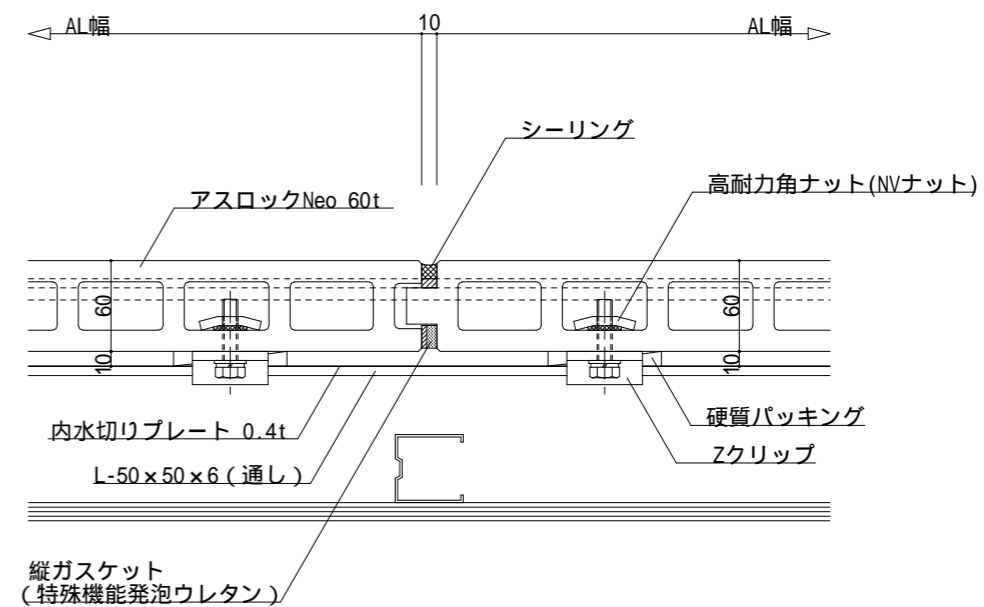 AL幅
10
AL幅
シーリング
高耐力角ナット(NVナット)
アスロックNeo 60t
60
60
10
10
内水切りプレート 0.4t
硬質パッキング
Zクリップ
L-50×50×6(通し)
縦ガスケット
(特殊機能発泡ウレタン)